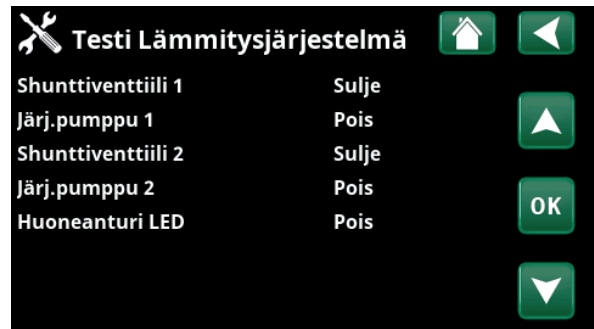 Testi Lämmitysjärjestelmä
Shunttiventtiili 1 Sulje
Järj.pumppu 1 Pois
Shunttiventtiili 2 Sulje
Järj.pumppu 2 Pois
OK
Huoneanturi LED Pois